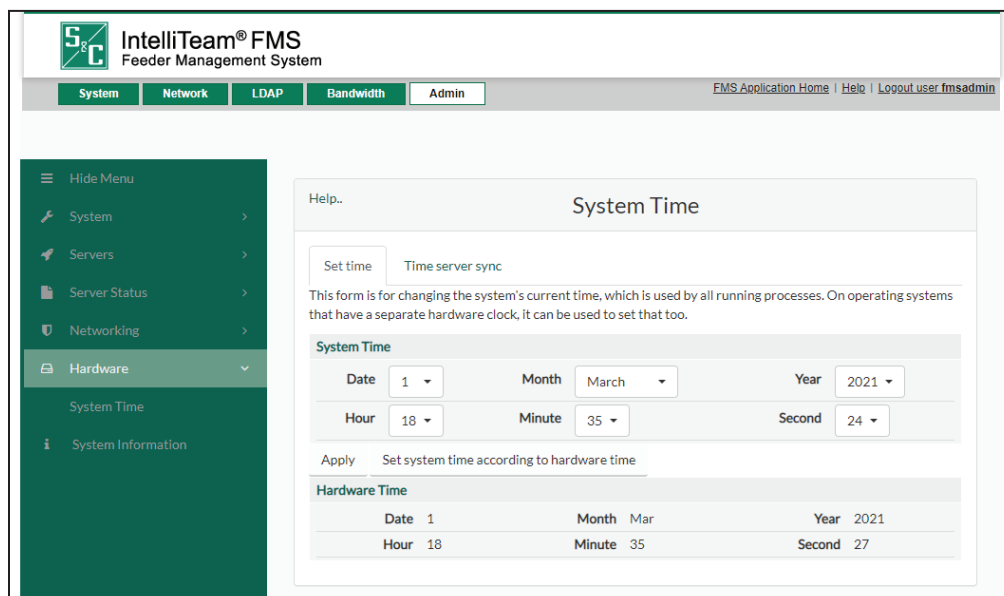 S&C
IntelliTeam® FMS
Feeder Management System
System Network LDAP Bandwidth Admin
FMS Application Home | Help | Logout user fmsadmin
Hide Menu
System
Servers
Server Status
Networking
Hardware
System Time
System Information
Help..
System Time
Set time Time server sync
This form is for changing the system's current time, which is used by all running processes. On operating systems
that have a separate hardware clock, it can be used to set that too.
System Time
Date 1 Month March Year 2021
Hour 18 Minute 35 Second 24
Apply Set system time according to hardware time
Hardware Time
Date 1 Month Mar Year 2021
Hour 18 Minute 35 Second 27